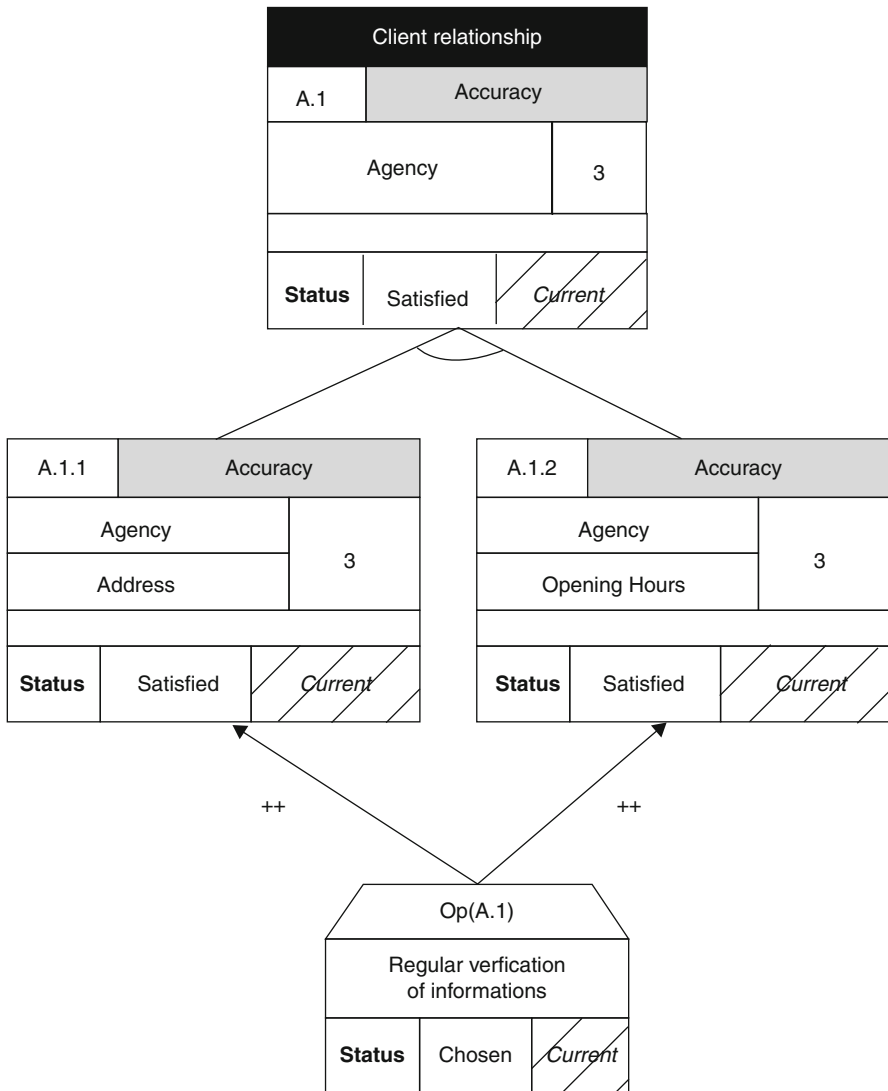 Client relationship
A.1 Accuracy
Agency 3
Status Satisfied Current
A.1.1 Accuracy
Agency
3
Address
Status Satisfied Current
A.1.2 Accuracy
Agency
3
Opening Hours
Status Satisfied Current
++ ++
Op(A.1)
Regular verfication
of informations
Status Chosen Current